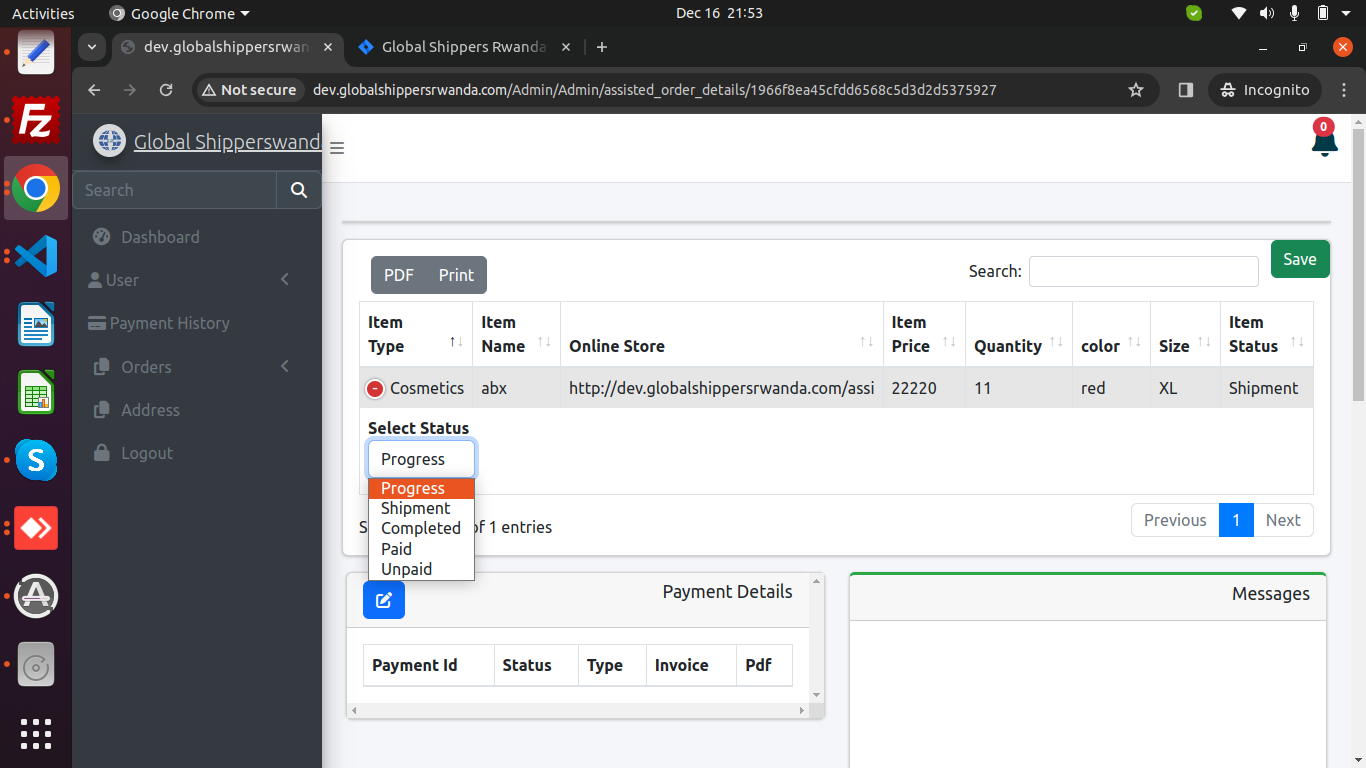 Activities
Google Chrome
Dec 16 21:53
dev.globalshippersrwan
Global Shippers Rwanda
Not secure
dev.globalshippersrwanda.com/Admin/Admin/assisted_order_details/1966f8ea45cfdd6568c5d3d2d5375927
Incognito
Global Shipperswand
0
Search
Dashboard
User
Payment History
Orders
Address
Logout
PDF Print
Search:
Save
Item Type
Item Name
Online Store
Item Price
Quantity
color
Size
Item Status
Cosmetics abx http://dev.globalshippersrwanda.com/assi 22220 11 red XL Shipment
Select Status
Progress
Progress
Shipment
Completed
Paid
Unpaid
S of 1 entries
Previous 1 Next
Payment Details
Payment Id Status Type Invoice Pdf
Messages